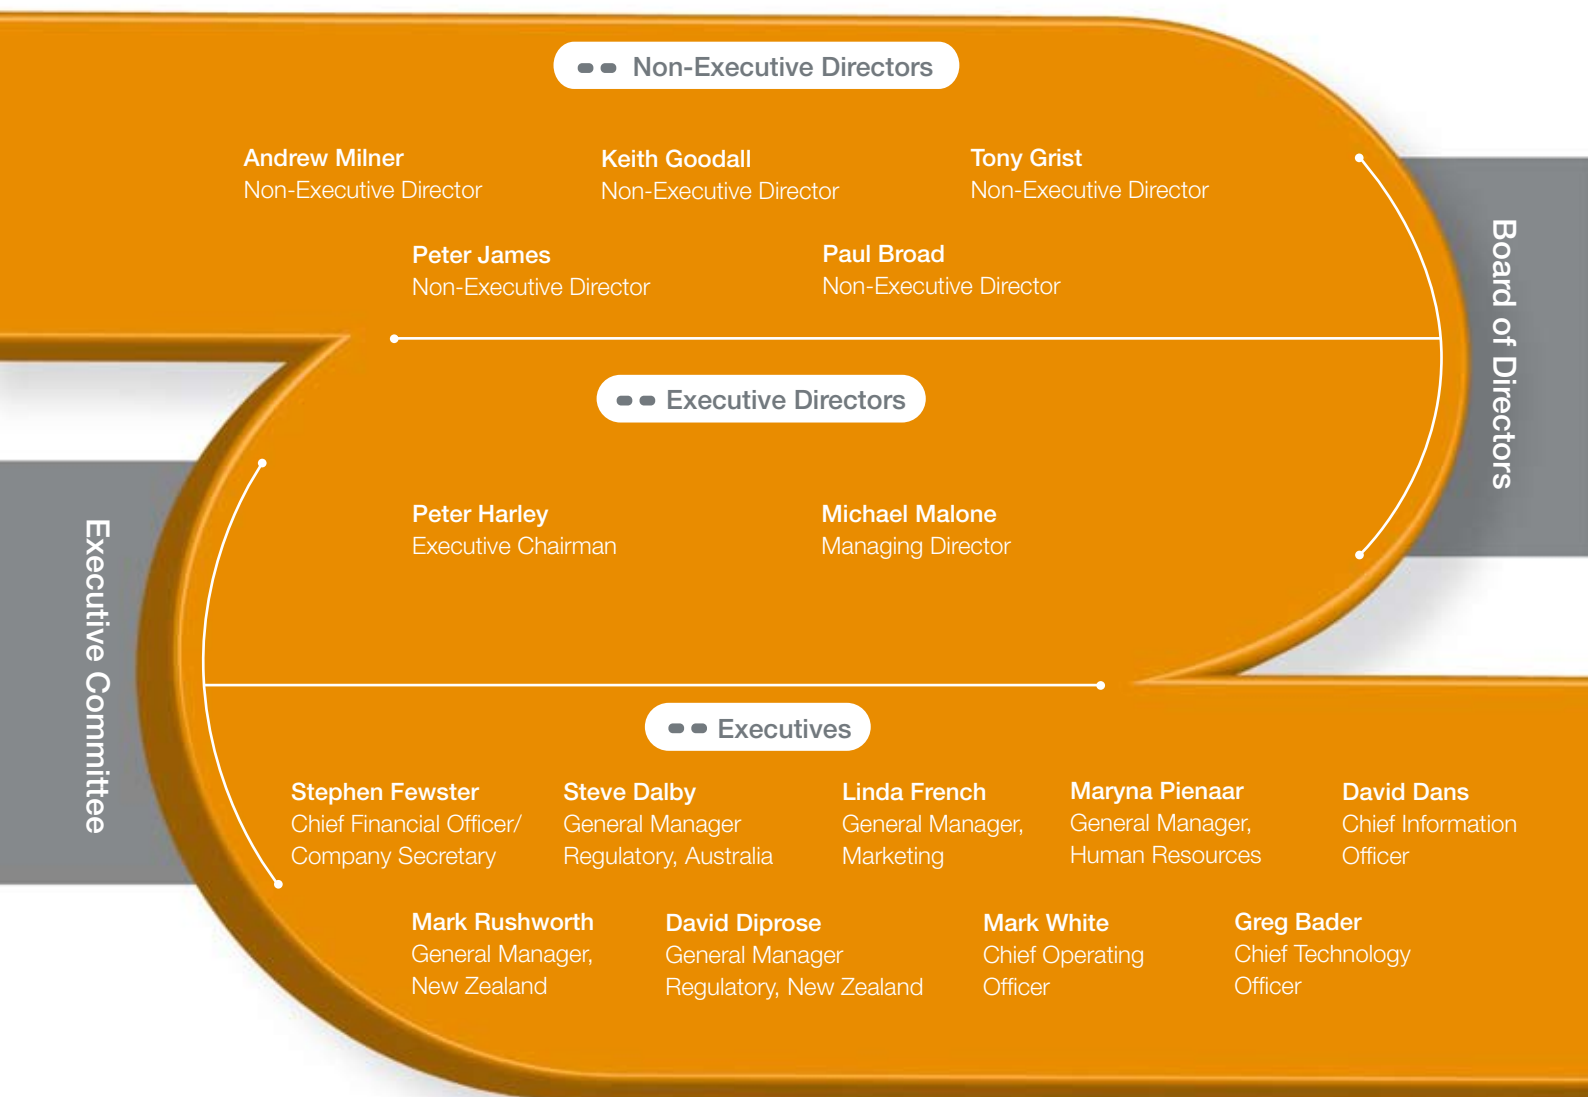 Non-Executive Directors
Andrew Milner
Non-Executive Director
Keith Goodall
Non-Executive Director
Tony Grist
Non-Executive Director
Peter James
Non-Executive Director
Paul Broad
Non-Executive Director
Board of Directors
Executive Directors
Peter Harley
Executive Chairman
Michael Malone
Managing Director
Executive Committee
Executives
Stephen Fewster
Chief Financial Officer/
Company Secretary
Steve Dalby
General Manager
Regulatory, Australia
Linda French
General Manager,
Marketing
Maryna Pienaar
General Manager,
Human Resources
David Dans
Chief Information
Officer
Mark Rushworth
General Manager,
New Zealand
David Diprose
General Manager
Regulatory, New Zealand
Mark White
Chief Operating
Officer
Greg Bader
Chief Technology
Officer